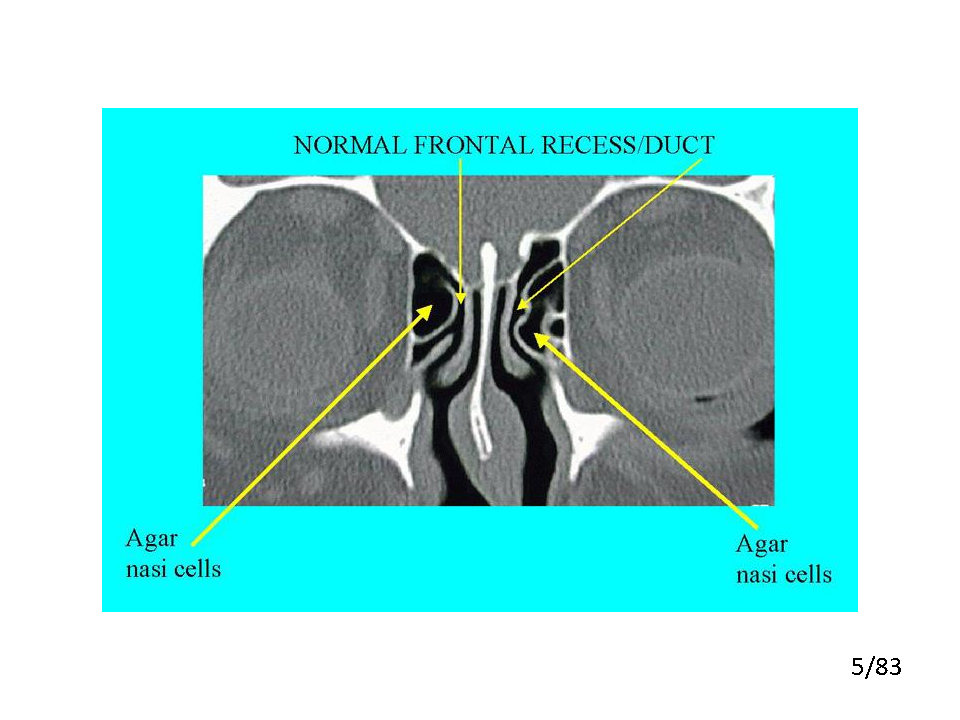 NORMAL FRONTAL RECESS/DUCT
Agar
nasi cells
Agar
nasi cells
5/83